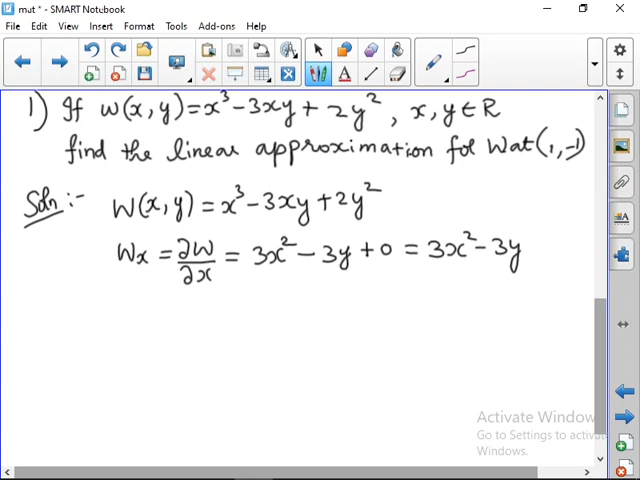 mut * - SMART Notebook
File Edit View Insert Format Tools Add-ons Help
1) If W(x, y) = x³ - 3xy + 2y², x, y ∈ R
find the linear approximation for W at (1, -1)
Soln :-
W(x, y) = x³ - 3xy + 2y²
Wx = ∂W/∂x = 3x² - 3y + 0 = 3x² - 3y
Activate Window
Go to Settings to activa
Windows.